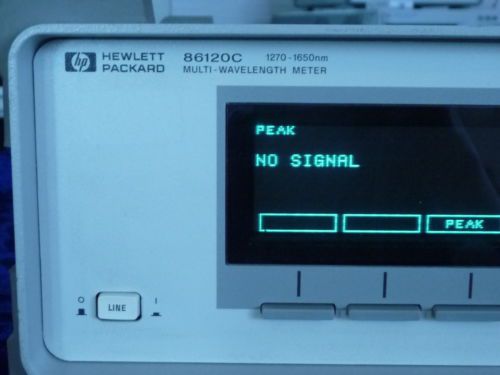 hp HEWLETT PACKARD 86120C 1270-1650nm
MULTI-WAVELENGTH METER
PEAK
NO SIGNAL
PEAK
O LINE I